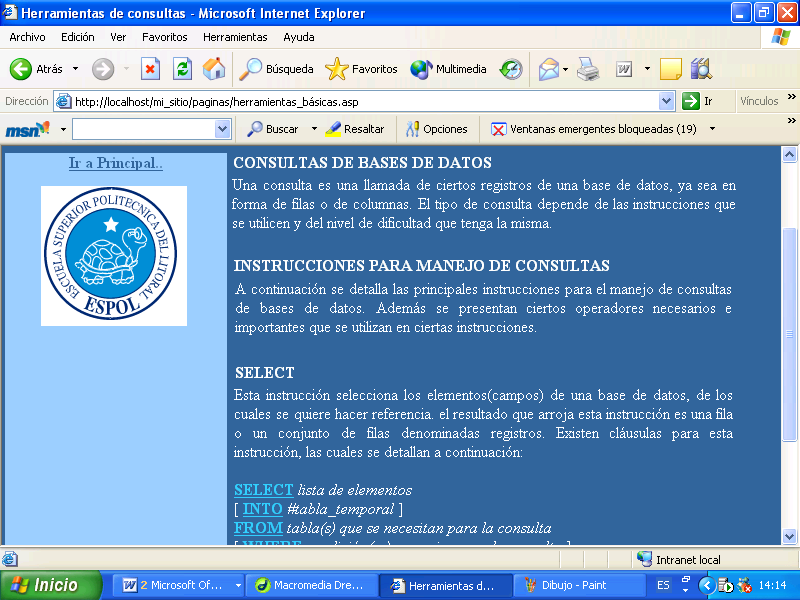 Herramientas de consultas - Microsoft Internet Explorer
Archivo Edición Ver Favoritos Herramientas Ayuda
Atrás Búsqueda Favoritos Multimedia
Dirección http://localhost/mi_sitio/paginas/herramientas_básicas.asp Ir Vínculos »
msn Buscar Resaltar Opciones Ventanas emergentes bloqueadas (19) »
Ir a Principal..
ESCUELA SUPERIOR POLITECNICA DEL LITORAL
ESPOL
CONSULTAS DE BASES DE DATOS
Una consulta es una llamada de ciertos registros de una base de datos, ya sea en
forma de filas o de columnas. El tipo de consulta depende de las instrucciones que
se utilicen y del nivel de dificultad que tenga la misma.
INSTRUCCIONES PARA MANEJO DE CONSULTAS
A continuación se detalla las principales instrucciones para el manejo de consultas
de bases de datos. Además se presentan ciertos operadores necesarios e
importantes que se utilizan en ciertas instrucciones.
SELECT
Esta instrucción selecciona los elementos(campos) de una base de datos, de los
cuales se quiere hacer referencia. el resultado que arroja esta instrucción es una fila
o un conjunto de filas denominadas registros. Existen cláusulas para esta
instrucción, las cuales se detallan a continuación:
SELECT lista de elementos
[ INTO #tabla_temporal ]
FROM tabla(s) que se necesitan para la consulta
[ WHERE
Intranet local
Inicio 2 Microsoft Of... Macromedia Dre... Herramientas d... Dibujo - Paint ES 14:14